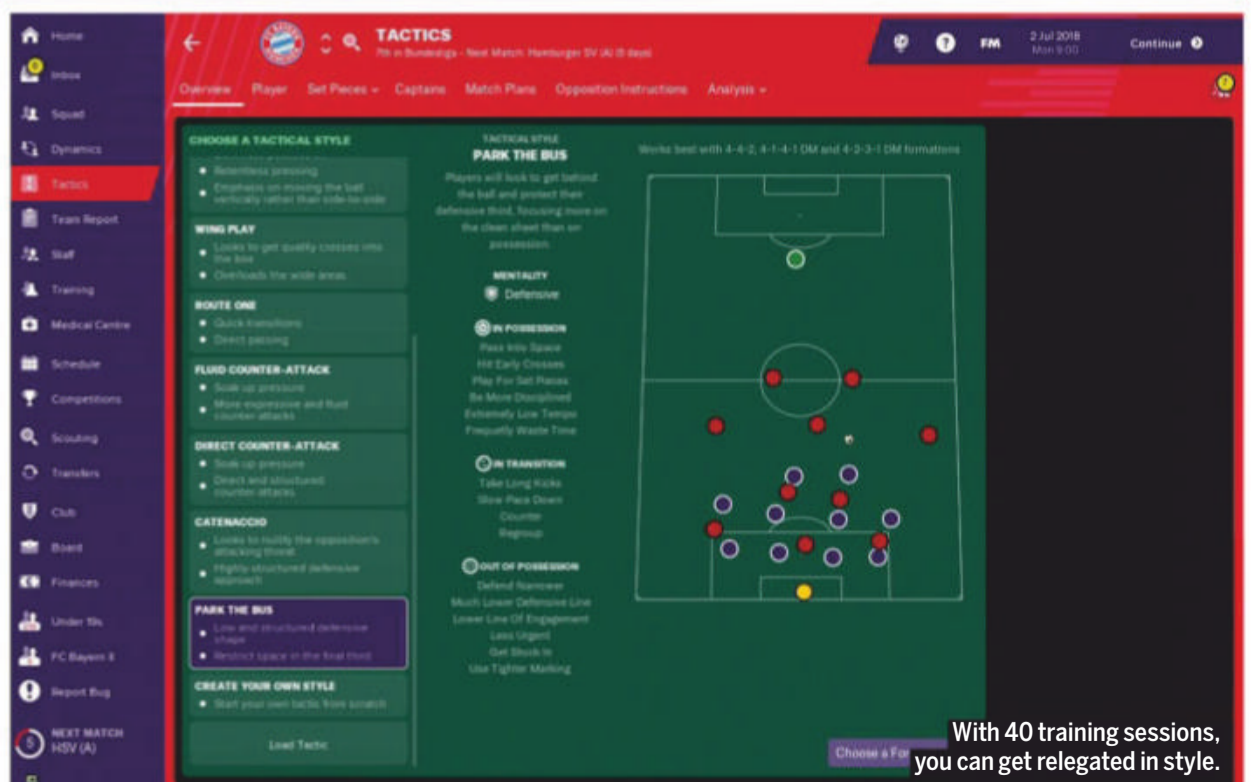 Home
Inbox
Squad
Dynamics
Tactics
Team Report
Staff
Training
Medical Centre
Schedule
Competitions
Scouting
Transfers
Club
Board
Finances
Under 19s
FC Bayern II
Report Bug
NEXT MATCH
HSV (A)
TACTICS
7th in Bundesliga - Next Match: Hamburger SV (A) (5 days)
FM
2 Jul 2018
Mon 9:00
Continue
Overview Player Set Pieces Captains Match Plans Opposition Instructions Analysis
CHOOSE A TACTICAL STYLE
Relentless pressing
Emphasis on moving the ball
vertically rather than side-to-side
WING PLAY
Looks to get quality crosses into
the box
Overloads the wide areas
ROUTE ONE
Quick transitions
Direct passing
FLUID COUNTER-ATTACK
Soak up pressure
More expressive and fluid
counter attacks
DIRECT COUNTER-ATTACK
Soak up pressure
Direct and structured
counter attacks
CATENACCIO
Looks to nullify the opposition's
attacking threat
Highly structured defensive
approach
PARK THE BUS
Low and structured defensive
shape
Restrict space in the final third
CREATE YOUR OWN STYLE
Start your own tactic from scratch
Load Tactic
TACTICAL STYLE
PARK THE BUS
Players will look to get behind
the ball and protect their
defensive third, focusing more on
the clean sheet than on
possession.
MENTALITY
Defensive
IN POSSESSION
Pass Into Space
Hit Early Crosses
Play For Set Pieces
Be More Disciplined
Extremely Low Tempo
Frequetly Waste Time
IN TRANSITION
Take Long Kicks
Slow Pace Down
Counter
Regroup
OUT OF POSSESSION
Defend Narrower
Much Lower Defensive Line
Lower Line Of Engagement
Less Urgent
Get Stuck In
Use Tighter Marking
Works best with 4-4-2, 4-1-4-1 DM and 4-2-3-1 DM formations
Choose a For
With 40 training sessions,
you can get relegated in style.